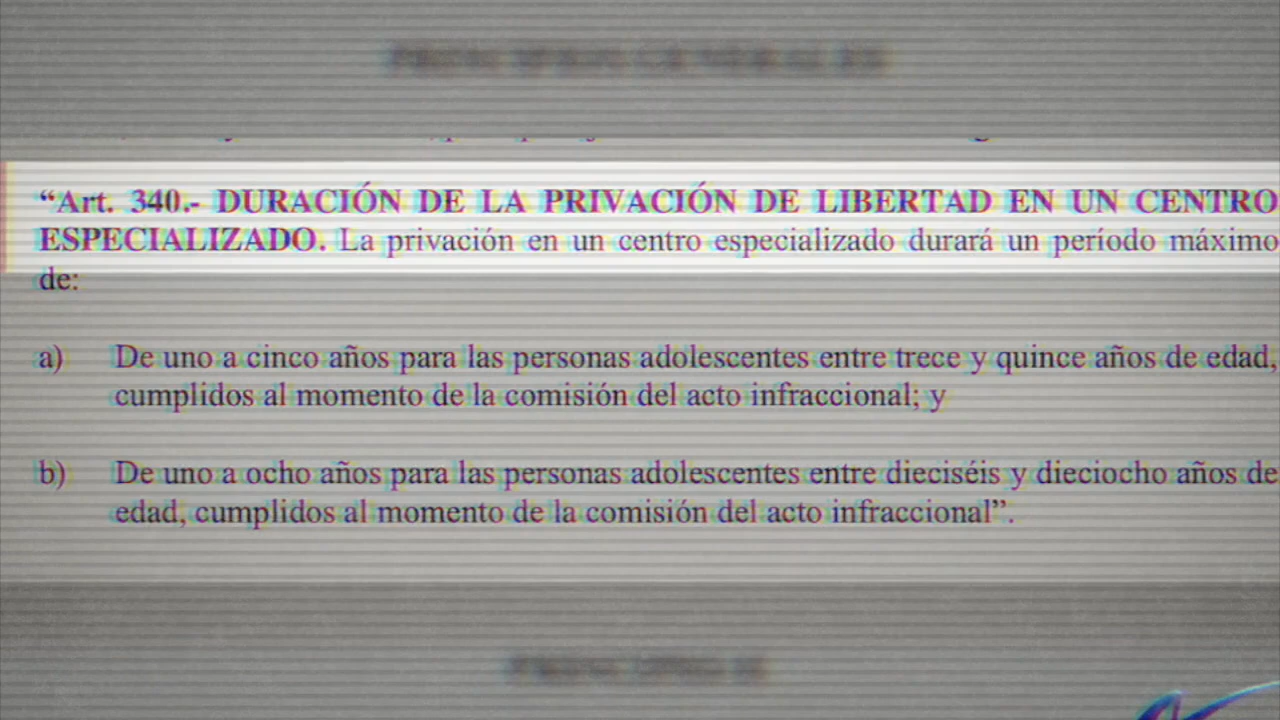 “Art. 340.- DURACIÓN DE LA PRIVACIÓN DE LIBERTAD EN UN CENTRO
ESPECIALIZADO. La privación en un centro especializado durará un período máximo
de:
a) De uno a cinco años para las personas adolescentes entre trece y quince años de edad,
cumplidos al momento de la comisión del acto infraccional; y
b) De uno a ocho años para las personas adolescentes entre dieciséis y dieciocho años de
edad, cumplidos al momento de la comisión del acto infraccional”.